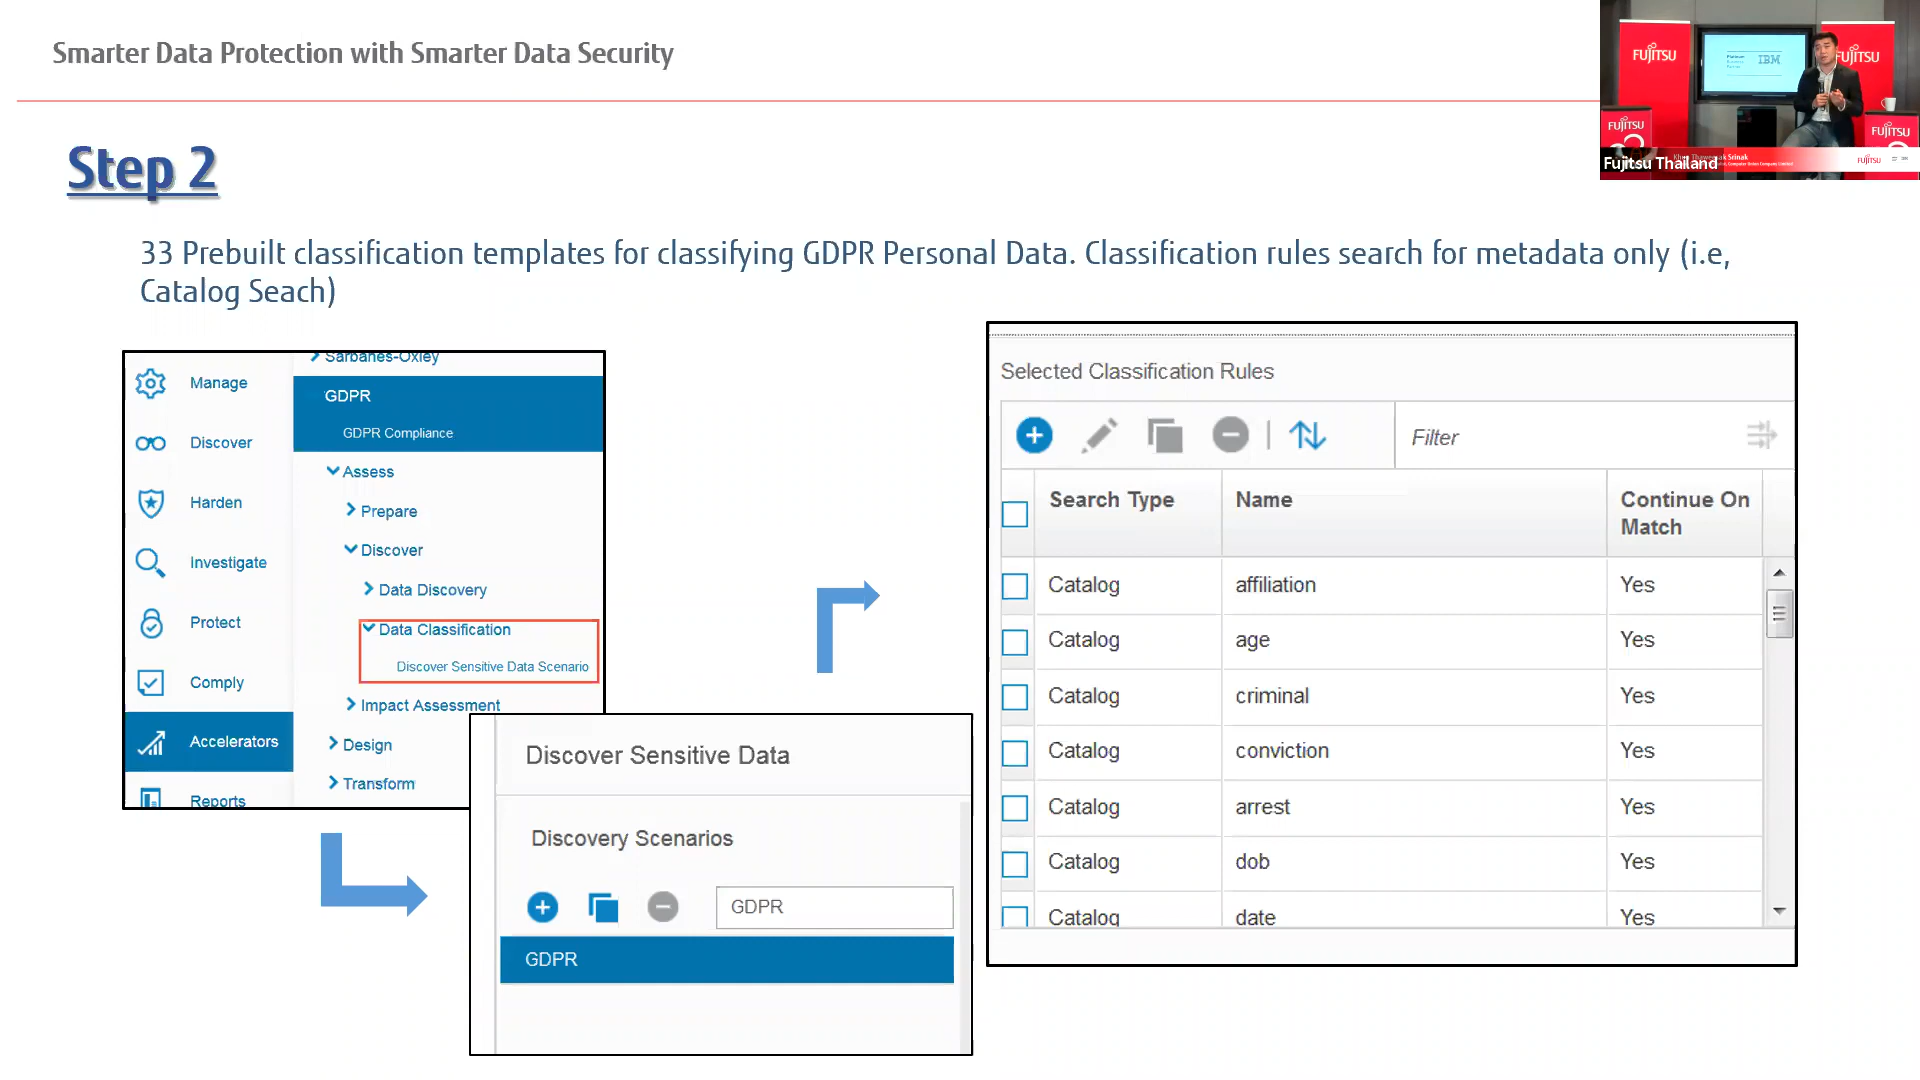 Smarter Data Protection with Smarter Data Security
FUJITSU
IBM
FUJITSU
FUJITSU
FUJITSU
Fujitsu Thailand
FUJITSU
Step 2
33 Prebuilt classification templates for classifying GDPR Personal Data. Classification rules search for metadata only (i.e,
Catalog Seach)
Manage
Discover
Harden
Investigate
Protect
Comply
Accelerators
Reports
Sarbanes-Oxley
GDPR
GDPR Compliance
Assess
Prepare
Discover
Data Discovery
Data Classification
Discover Sensitive Data Scenario
Impact Assessment
Design
Transform
Discover Sensitive Data
Discovery Scenarios
GDPR
GDPR
Selected Classification Rules
Filter
Search Type Name Continue On
Match
Catalog affiliation Yes
Catalog age Yes
Catalog criminal Yes
Catalog conviction Yes
Catalog arrest Yes
Catalog dob Yes
Catalog date Yes